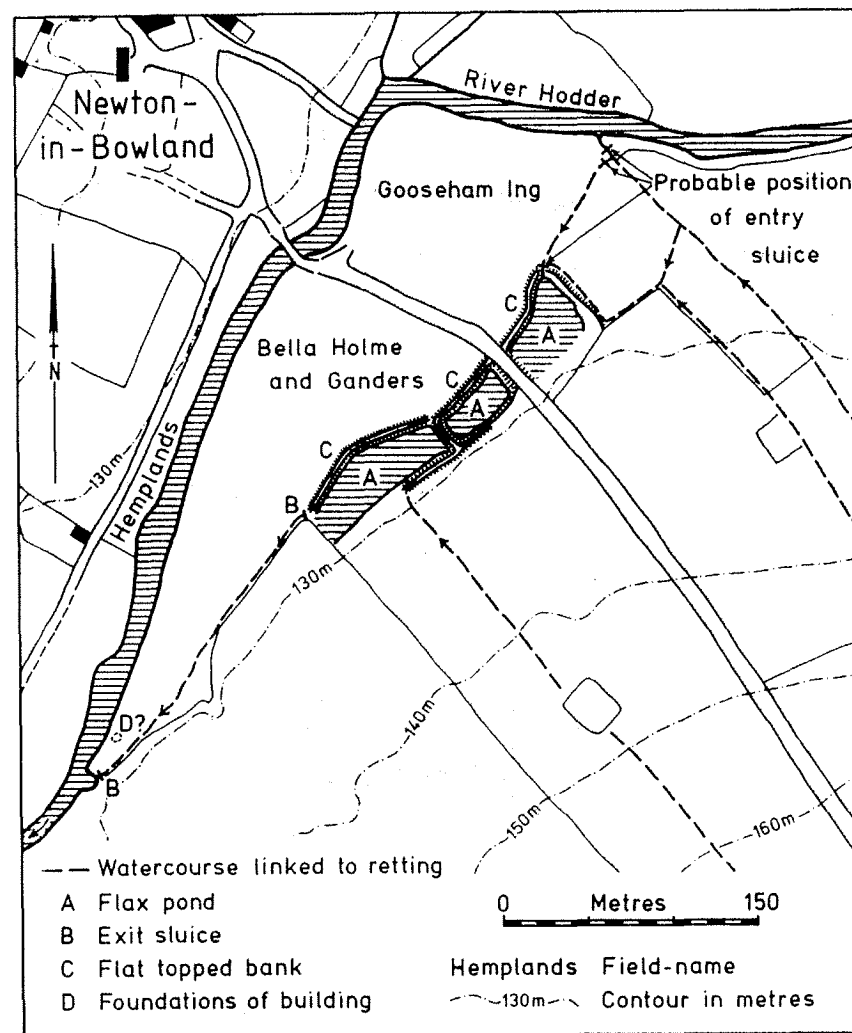 Newton-
in-Bowland
River Hodder
Gooseham Ing
Probable position
of entry
sluice
C
A
Bella Holme
and Ganders
C
A
C
A
B
Hemplands
130m
130m
140m
D?
B
150m
160m
N
Watercourse linked to retting
A Flax pond
B Exit sluice
C Flat topped bank
D Foundations of building
0 Metres 150
Hemplands Field-name
130m Contour in metres